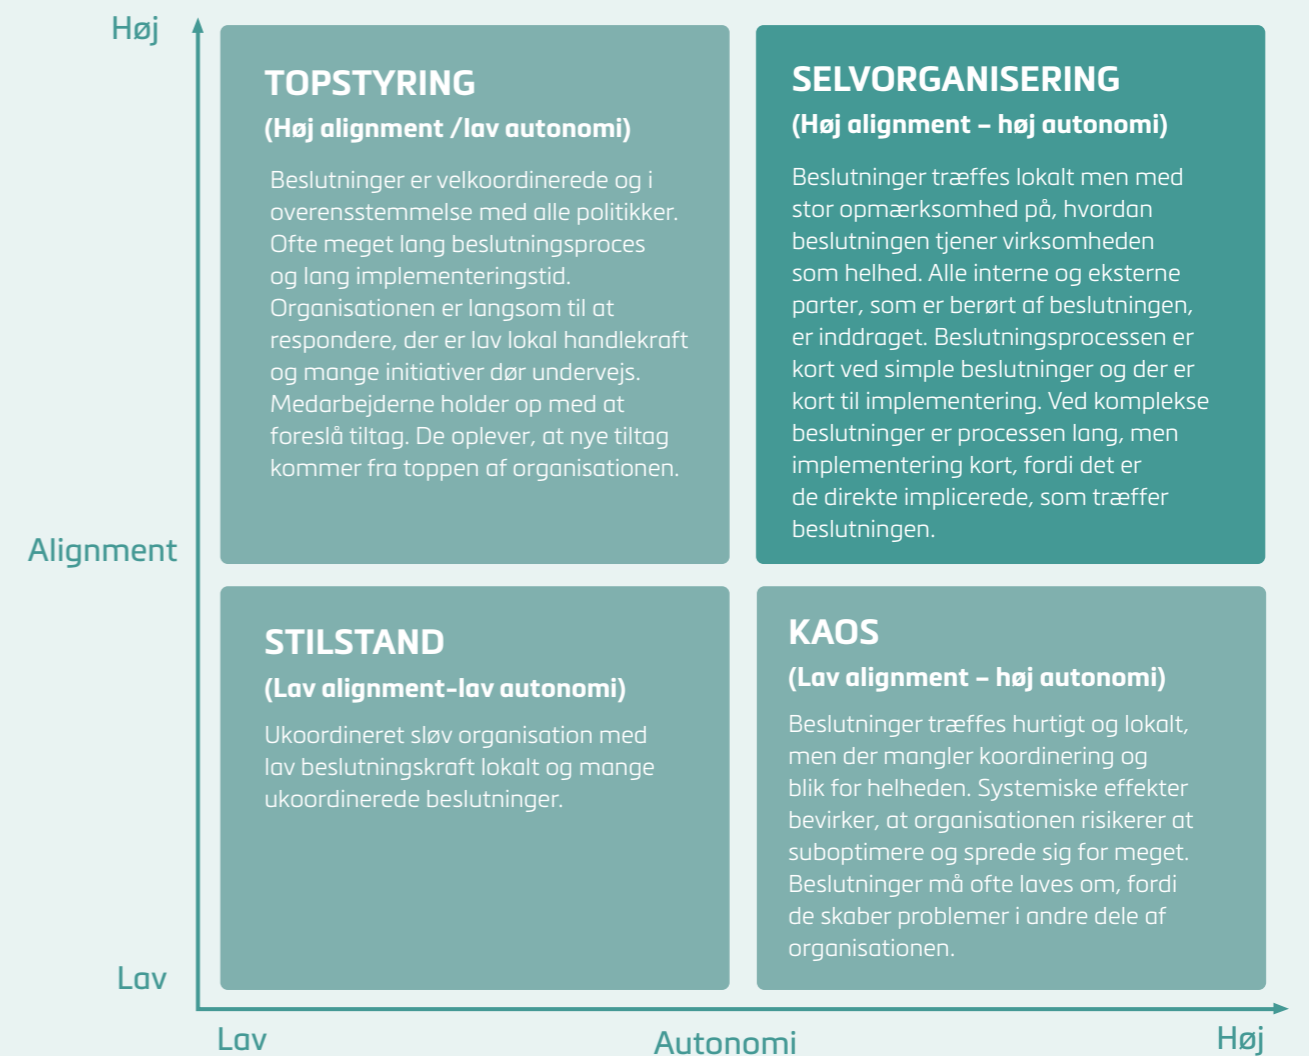 Høj
TOPSTYRING
(Høj alignment /lav autonomi)
Beslutninger er velkoordinerede og i
overensstemmelse med alle politikker.
Ofte meget lang beslutningsproces
og lang implementeringstid.
Organisationen er langsom til at
respondere, der er lav lokal handlekraft
og mange initiativer dør undervejs.
Medarbejderne holder op med at
foreslå tiltag. De oplever, at nye tiltag
kommer fra toppen af organisationen.
SELVORGANISERING
(Høj alignment – høj autonomi)
Beslutninger træffes lokalt men med
stor opmærksomhed på, hvordan
beslutningen tjener virksomheden
som helhed. Alle interne og eksterne
parter, som er berørt af beslutningen,
er inddraget. Beslutningsprocessen er
kort ved simple beslutninger og der er
kort til implementering. Ved komplekse
beslutninger er processen lang, men
implementering kort, fordi det er
de direkte implicerede, som træffer
beslutningen.
Alignment
STILSTAND
(Lav alignment-lav autonomi)
Ukoordineret sløv organisation med
lav beslutningskraft lokalt og mange
ukoordinerede beslutninger.
KAOS
(Lav alignment – høj autonomi)
Beslutninger træffes hurtigt og lokalt,
men der mangler koordinering og
blik for helheden. Systemiske effekter
bevirker, at organisationen risikerer at
suboptimere og sprede sig for meget.
Beslutninger må ofte laves om, fordi
de skaber problemer i andre dele af
organisationen.
Lav
Lav
Autonomi
Høj